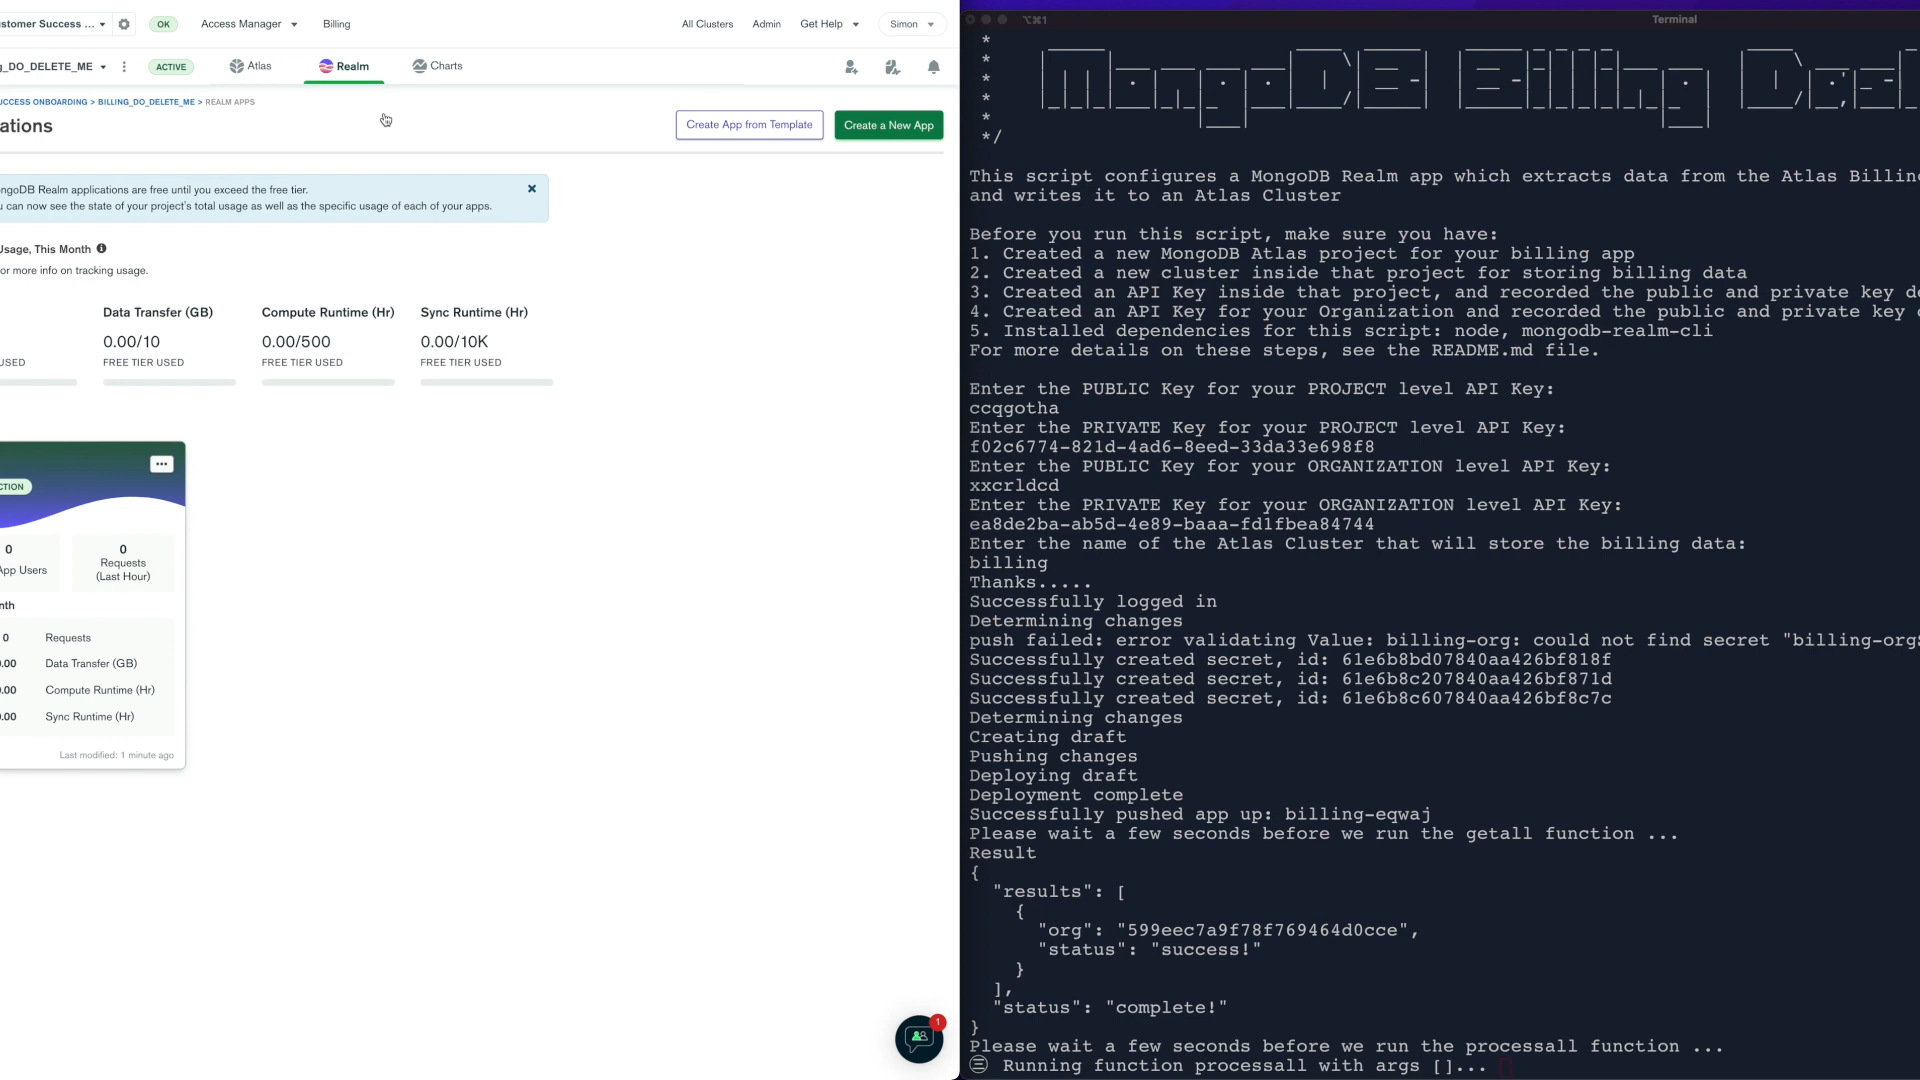 stomer Success ...
OK
Access Manager
Billing
All Clusters
Admin
Get Help
Simon
g_DO_DELETE_ME
ACTIVE
Atlas
Realm
Charts
UCCESS ONBOARDING > BILLING_DO_DELETE_ME > REALM APPS
ations
Create App from Template
Create a New App
ngoDB Realm applications are free until you exceed the free tier.
u can now see the state of your project's total usage as well as the specific usage of each of your apps.
Usage, This Month
or more info on tracking usage.
Data Transfer (GB)
Compute Runtime (Hr)
Sync Runtime (Hr)
0.00/10
0.00/500
0.00/10K
USED
FREE TIER USED
FREE TIER USED
FREE TIER USED
CTION
0
0
App Users
Requests
(Last Hour)
nth
0 Requests
0.00 Data Transfer (GB)
0.00 Compute Runtime (Hr)
0.00 Sync Runtime (Hr)
Last modified: 1 minute ago
1
⌥⌘1
Terminal
MongoDB Billing Das
*/
This script configures a MongoDB Realm app which extracts data from the Atlas Billin
and writes it to an Atlas Cluster
Before you run this script, make sure you have:
1. Created a new MongoDB Atlas project for your billing app
2. Created a new cluster inside that project for storing billing data
3. Created an API Key inside that project, and recorded the public and private key de
4. Created an API Key for your Organization and recorded the public and private key
5. Installed dependencies for this script: node, mongodb-realm-cli
For more details on these steps, see the README.md file.
Enter the PUBLIC Key for your PROJECT level API Key:
ccqgotha
Enter the PRIVATE Key for your PROJECT level API Key:
f02c6774-821d-4ad6-8eed-33da33e698f8
Enter the PUBLIC Key for your ORGANIZATION level API Key:
xxcrldcd
Enter the PRIVATE Key for your ORGANIZATION level API Key:
ea8de2ba-ab5d-4e89-baaa-fd1fbea84744
Enter the name of the Atlas Cluster that will store the billing data:
billing
Thanks.....
Successfully logged in
Determining changes
push failed: error validating Value: billing-org: could not find secret "billing-orgS
Successfully created secret, id: 61e6b8bd07840aa426bf818f
Successfully created secret, id: 61e6b8c207840aa426bf871d
Successfully created secret, id: 61e6b8c607840aa426bf8c7c
Determining changes
Creating draft
Pushing changes
Deploying draft
Deployment complete
Successfully pushed app up: billing-eqwaj
Please wait a few seconds before we run the getall function ...
Result
{
"results": [
{
"org": "599eec7a9f78f769464d0cce",
"status": "success!"
}
],
"status": "complete!"
}
Please wait a few seconds before we run the processall function ...
Running function processall with args []...